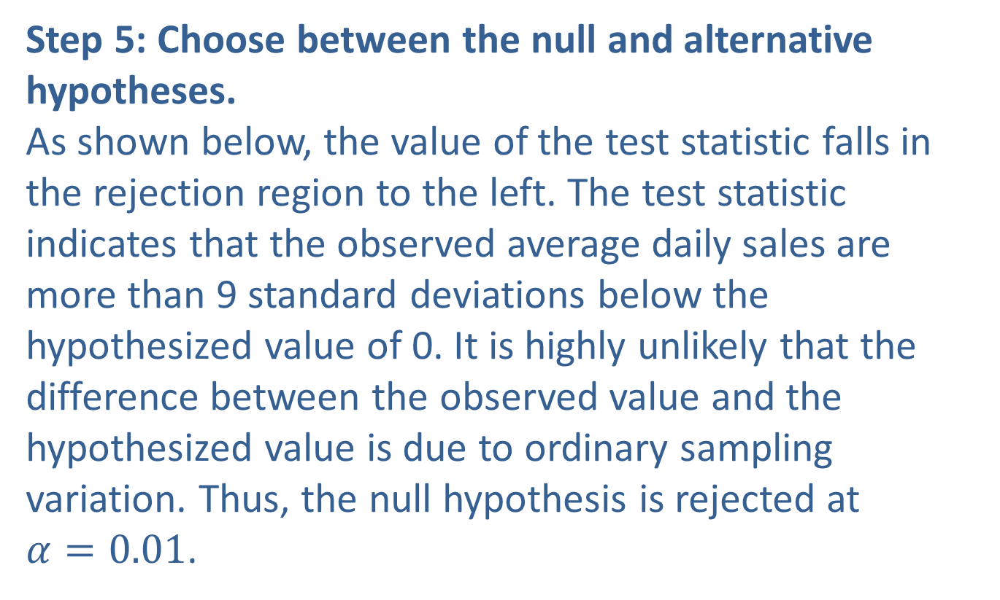 Step 5: Choose between the null and alternative
hypotheses.
As shown below, the value of the test statistic falls in
the rejection region to the left. The test statistic
indicates that the observed average daily sales are
more than 9 standard deviations below the
hypothesized value of 0. It is highly unlikely that the
difference between the observed value and the
hypothesized value is due to ordinary sampling
variation. Thus, the null hypothesis is rejected at
𝛼 = 0.01.